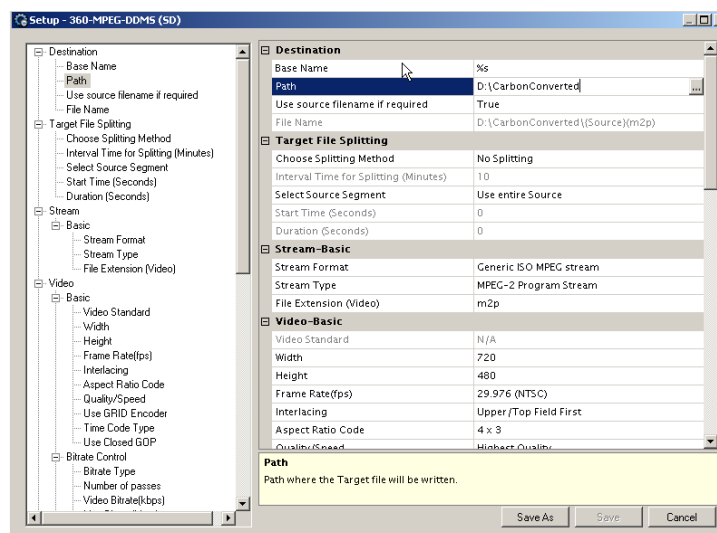 Setup - 360-MPEG-DDMS (SD)
Destination
Base Name
Path
Use source filename if required
File Name
Target File Splitting
Choose Splitting Method
Interval Time for Splitting (Minutes)
Select Source Segment
Start Time (Seconds)
Duration (Seconds)
Stream
Basic
Stream Format
Stream Type
File Extension (Video)
Video
Basic
Video Standard
Width
Height
Frame Rate(fps)
Interlacing
Aspect Ratio Code
Quality/Speed
Use GRID Encoder
Time Code Type
Use Closed GOP
Bitrate Control
Bitrate Type
Number of passes
Video Bitrate(kbps)
Destination
Base Name %s
Path D:\CarbonConverted ...
Use source filename if required True
File Name D:\CarbonConverted\(Source)(m2p)
Target File Splitting
Choose Splitting Method No Splitting
Interval Time for Splitting (Minutes) 10
Select Source Segment Use entire Source
Start Time (Seconds) 0
Duration (Seconds) 0
Stream-Basic
Stream Format Generic ISO MPEG stream
Stream Type MPEG-2 Program Stream
File Extension (Video) m2p
Video-Basic
Video Standard N/A
Width 720
Height 480
Frame Rate(fps) 29.976 (NTSC)
Interlacing Upper/Top Field First
Aspect Ratio Code 4 x 3
Quality/Speed Highest Quality
Path
Path where the Target file will be written.
Save As Save Cancel